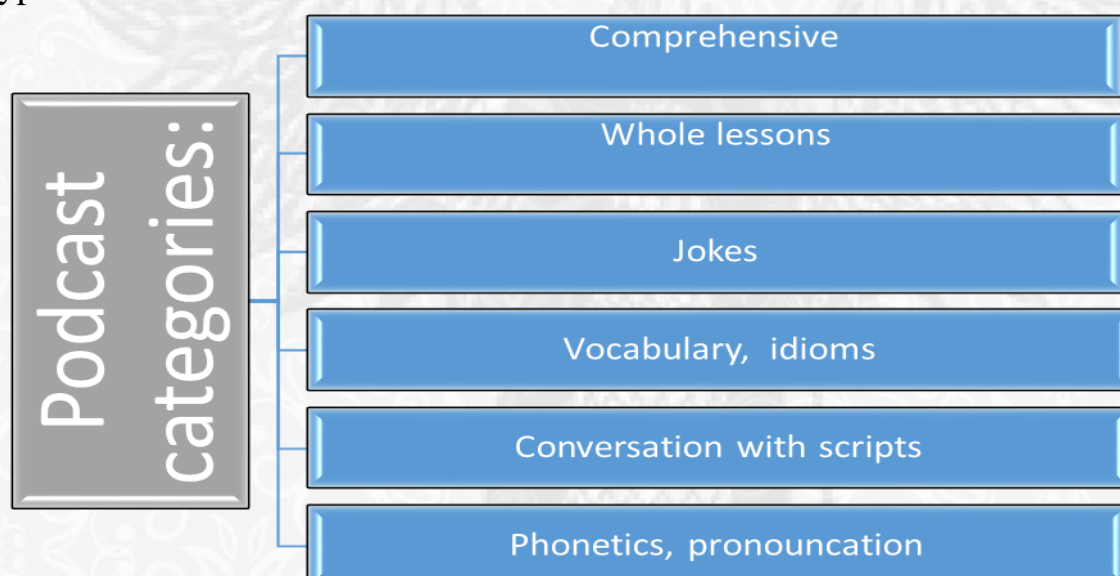 Podcast
categories:
Comprehensive
Whole lessons
Jokes
Vocabulary, idioms
Conversation with scripts
Phonetics, pronouncation